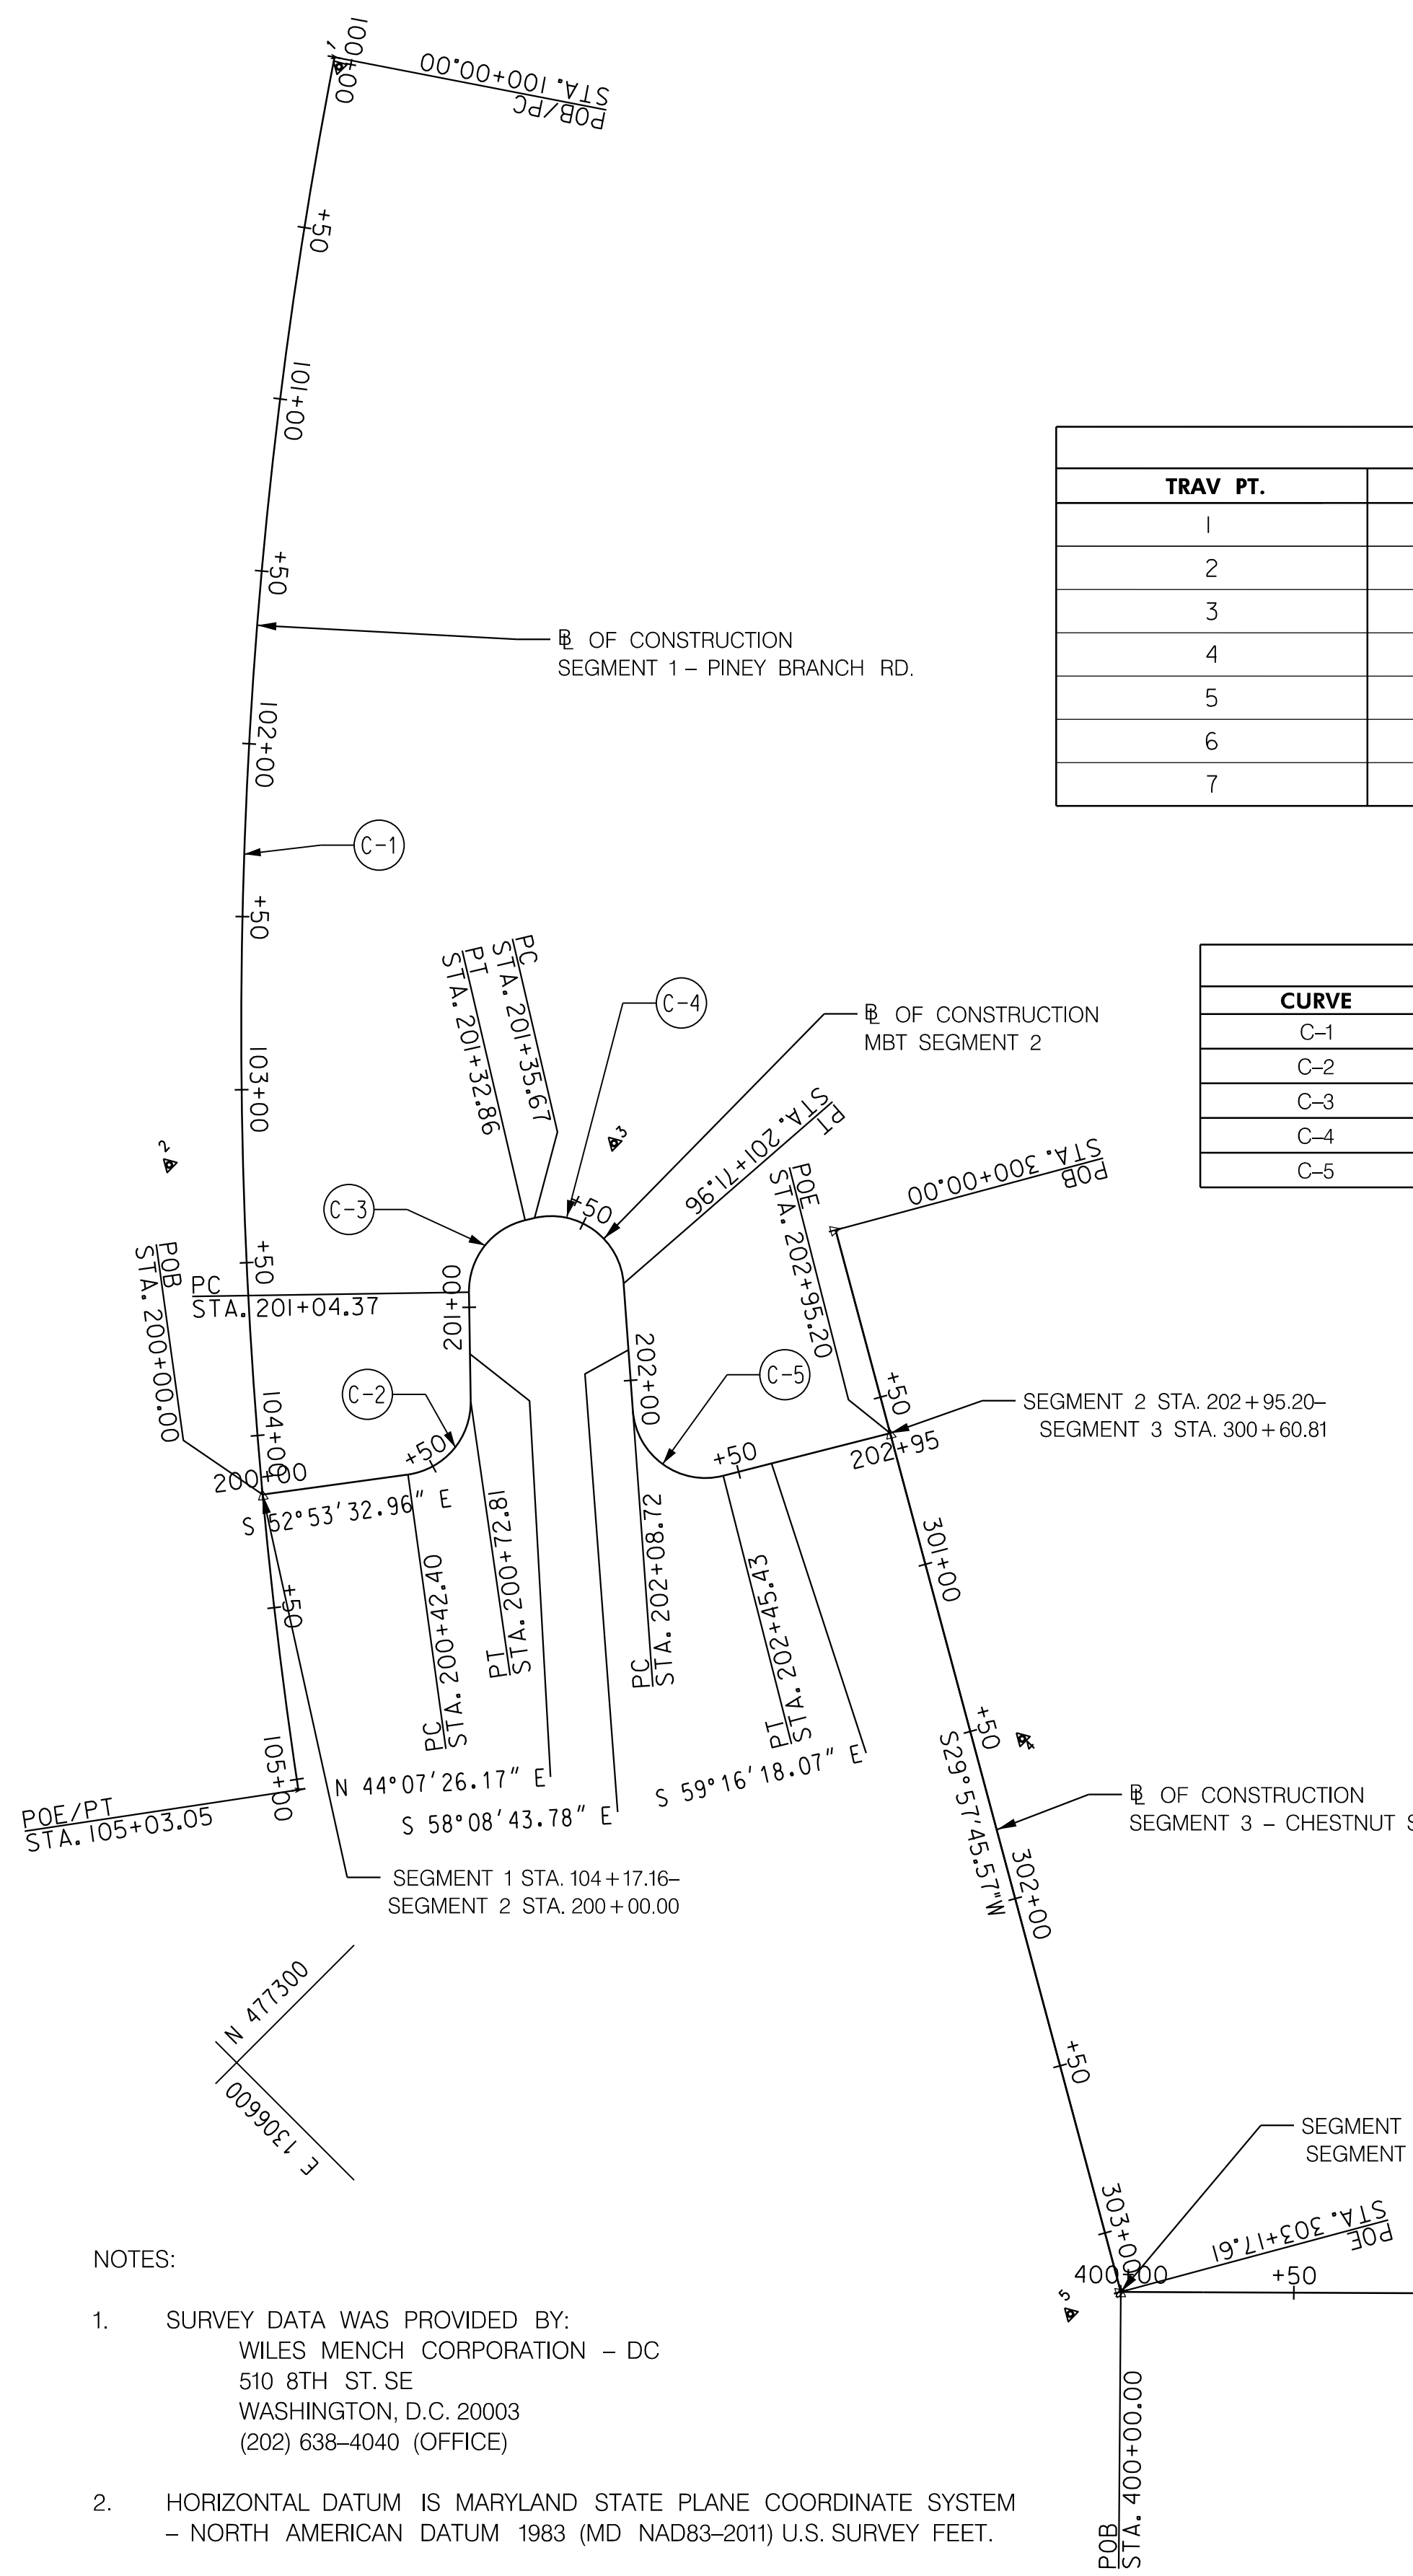 100+00
1
POB/PC
STA. 100+00.00
+50
101+00
+50
℄ OF CONSTRUCTION
SEGMENT 1 – PINEY BRANCH RD.
102+00
C-1
+50
103+00
2
+50
104+00
+50
105+00
POE/PT
STA. 105+03.05
TRAV PT.
1
2
3
4
5
6
7
CURVE
C–1
C–2
C–3
C–4
C–5
PT
STA. 201+32.86
PC
STA. 201+35.67
C-4
BL OF CONSTRUCTION
MBT SEGMENT 2
3
PT
STA. 201+71.96
C-3
+50
POB
STA. 200+00.00
PC
STA. 201+04.37
201+00
POE
STA. 202+95.20
POB
STA. 300+00.00
202+00
C-2
C-5
+50
+50
+50
200+00
202+95
SEGMENT 2 STA. 202+95.20–
SEGMENT 3 STA. 300+60.81
S 52°53'32.96" E
PC
STA. 200+42.40
PT
STA. 200+72.81
PC
STA. 202+08.72
PT
STA. 202+45.43
N 44°07'26.17" E
S 58°08'43.78" E
S 59°16'18.07" E
301+00
+50
S29°57'45.57"W
BL OF CONSTRUCTION
SEGMENT 3 – CHESTNUT S
302+00
SEGMENT 1 STA. 104+17.16–
SEGMENT 2 STA. 200+00.00
N 477300
E 1306600
+50
SEGMENT
SEGMENT
303+00
POE
STA. 303+17.61
400+00
+50
5
POB
STA. 400+00.00
NOTES:
1. SURVEY DATA WAS PROVIDED BY:
WILES MENCH CORPORATION – DC
510 8TH ST. SE
WASHINGTON, D.C. 20003
(202) 638–4040 (OFFICE)
2. HORIZONTAL DATUM IS MARYLAND STATE PLANE COORDINATE SYSTEM
– NORTH AMERICAN DATUM 1983 (MD NAD83–2011) U.S. SURVEY FEET.